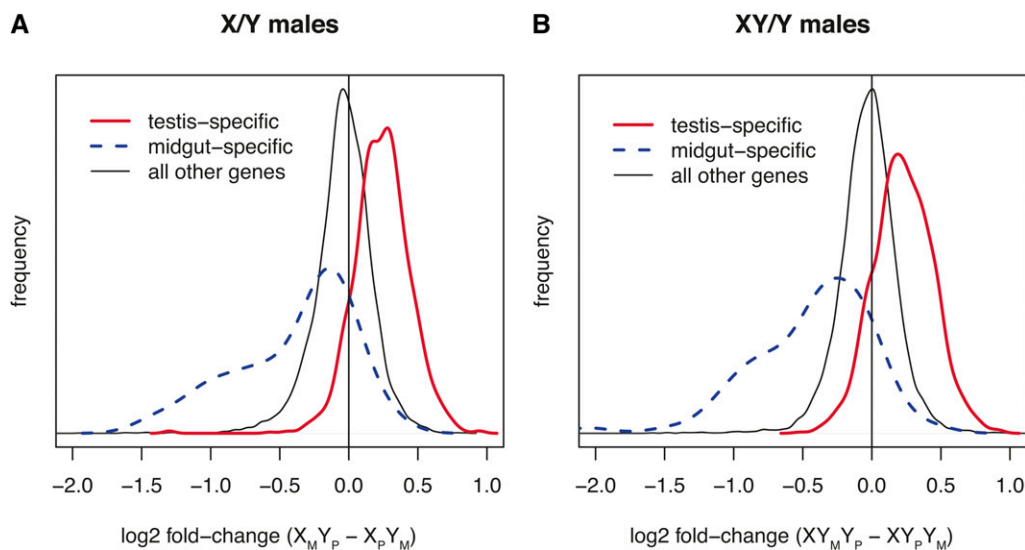 A
X/Y males
testis−specific
midgut−specific
all other genes
frequency
−2.0 −1.5 −1.0 −0.5 0.0 0.5 1.0
log2 fold−change (XMYP − XPYM)
B
XY/Y males
testis−specific
midgut−specific
all other genes
frequency
−2.0 −1.5 −1.0 −0.5 0.0 0.5 1.0
log2 fold−change (XYMYP − XYPYM)